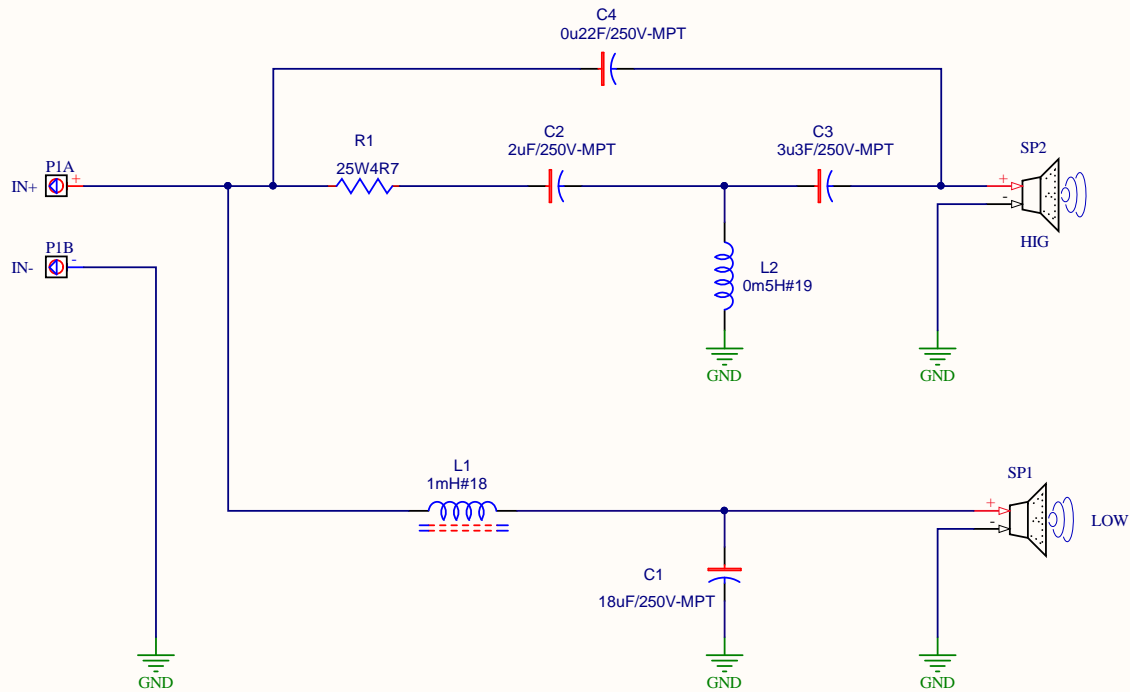 C4
0u22F/250V-MPT
R1
25W4R7
C2
2uF/250V-MPT
C3
3u3F/250V-MPT
SP2
P1A
IN+
+
+
-
HIG
P1B
IN-
-
L2
0m5H#19
GND
GND
L1
1mH#18
SP1
+
-
LOW
C1
18uF/250V-MPT
GND
GND
GND